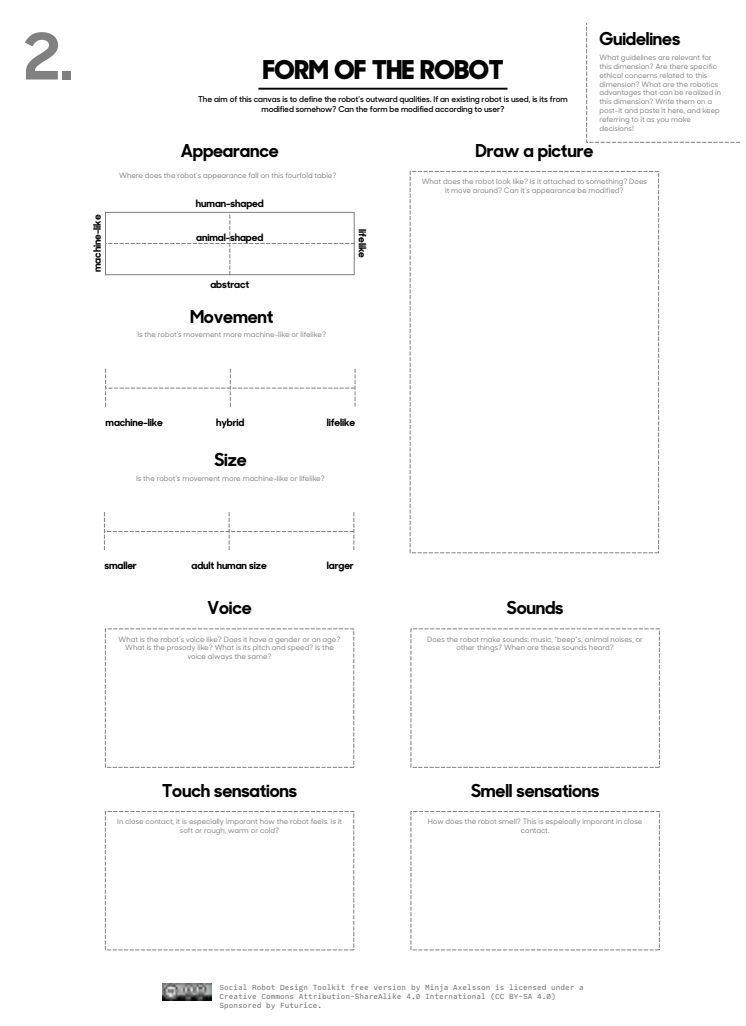 2.
FORM OF THE ROBOT
The aim of this canvas is to define the robot's outward qualities. If an existing robot is used, is its from
modified somehow? Can the form be modified according to user?
Guidelines
What guidelines are relevant for
this dimension? Are there specific
ethical concerns related to this
dimension? What are the robotics
advantages that can be realized in
this dimension? Write them on a
post-it and paste it here, and keep
referring to it as you make
decisions!
Appearance
Where does the robot's appearance fall on this fourfold table?
human-shaped
machine-like
animal-shaped
lifelike
abstract
Movement
Is the robot's movement more machine-like or lifelike?
machine-like hybrid lifelike
Size
Is the robot's movement more machine-like or lifelike?
smaller adult human size larger
Draw a picture
What does the robot look like? Is it attached to something? Does
it move around? Can it's appearance be modified?
Voice
What is the robot's voice like? Does it have a gender or an age?
What is the prosody like? What is its pitch and speed? Is the
voice always the same?
Sounds
Does the robot make sounds: music, "beep"s, animal noises, or
other things? When are these sounds heard?
Touch sensations
In close contact, it is especially imporant how the robot feels. Is it
soft or rough, warm or cold?
Smell sensations
How does the robot smell? This is espeically imporant in close
contact.
Social Robot Design Toolkit free version by Minja Axelsson is licensed under a
Creative Commons Attribution-ShareAlike 4.0 International (CC BY-SA 4.0)
Sponsored by Futurice.